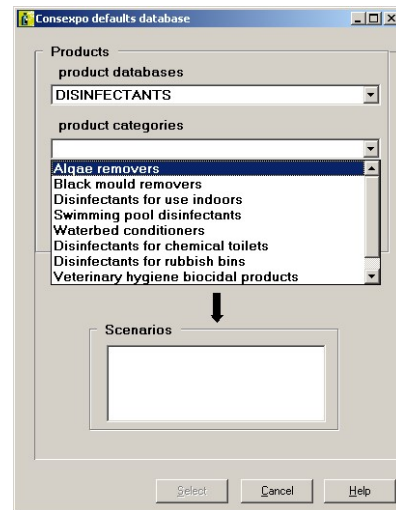 Consexpo defaults database
Products
product databases
DISINFECTANTS
product categories
Algae removers
Black mould removers
Disinfectants for use indoors
Swimming pool disinfectants
Waterbed conditioners
Disinfectants for chemical toilets
Disinfectants for rubbish bins
Veterinary hygiene biocidal products
Scenarios
Select Cancel Help